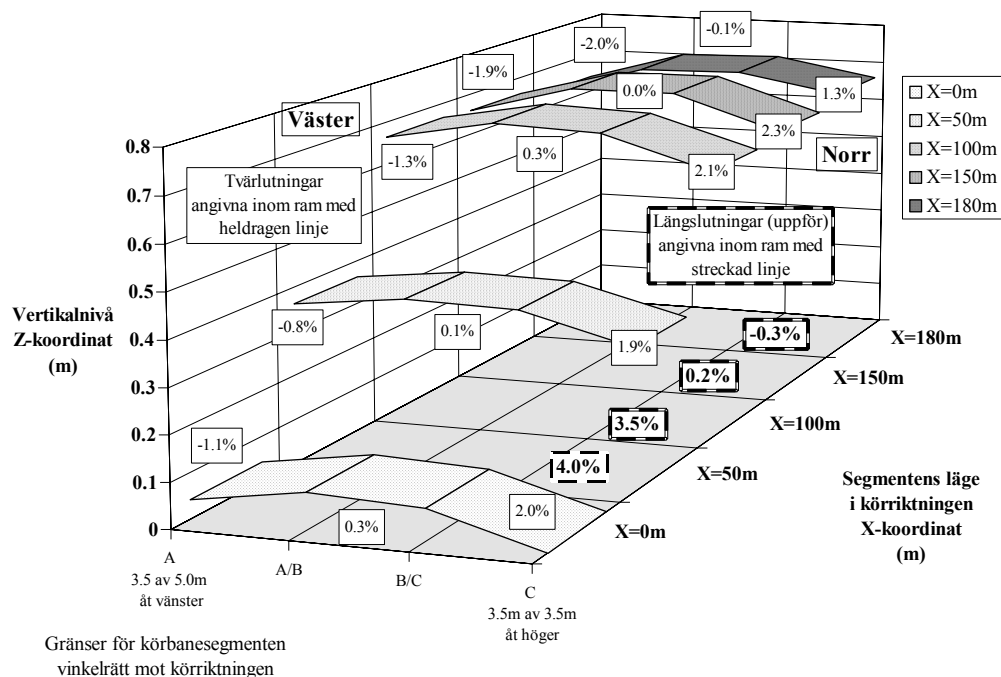 -0.1%
-2.0%
-1.9%
0.0%
1.3%
Väster
2.3%
-1.3%
0.3%
2.1%
Norr
X=0m
X=50m
X=100m
X=150m
X=180m
Tvärlutningar
angivna inom ram med
heldragen linje
Längslutningar (uppför)
angivna inom ram med
streckad linje
Vertikalnivå
Z-koordinat
(m)
0.8
0.7
0.6
0.5
0.4
0.3
0.2
0.1
0
-0.8%
0.1%
1.9%
-0.3%
0.2%
3.5%
4.0%
-1.1%
0.3%
2.0%
X=180m
X=150m
X=100m
X=50m
X=0m
Segmentens läge
i körriktningen
X-koordinat
(m)
A
3.5 av 5.0m
åt vänster
A/B
B/C
C
3.5m av 3.5m
åt höger
Gränser för körbanesegmenten
vinkelrätt mot körriktningen